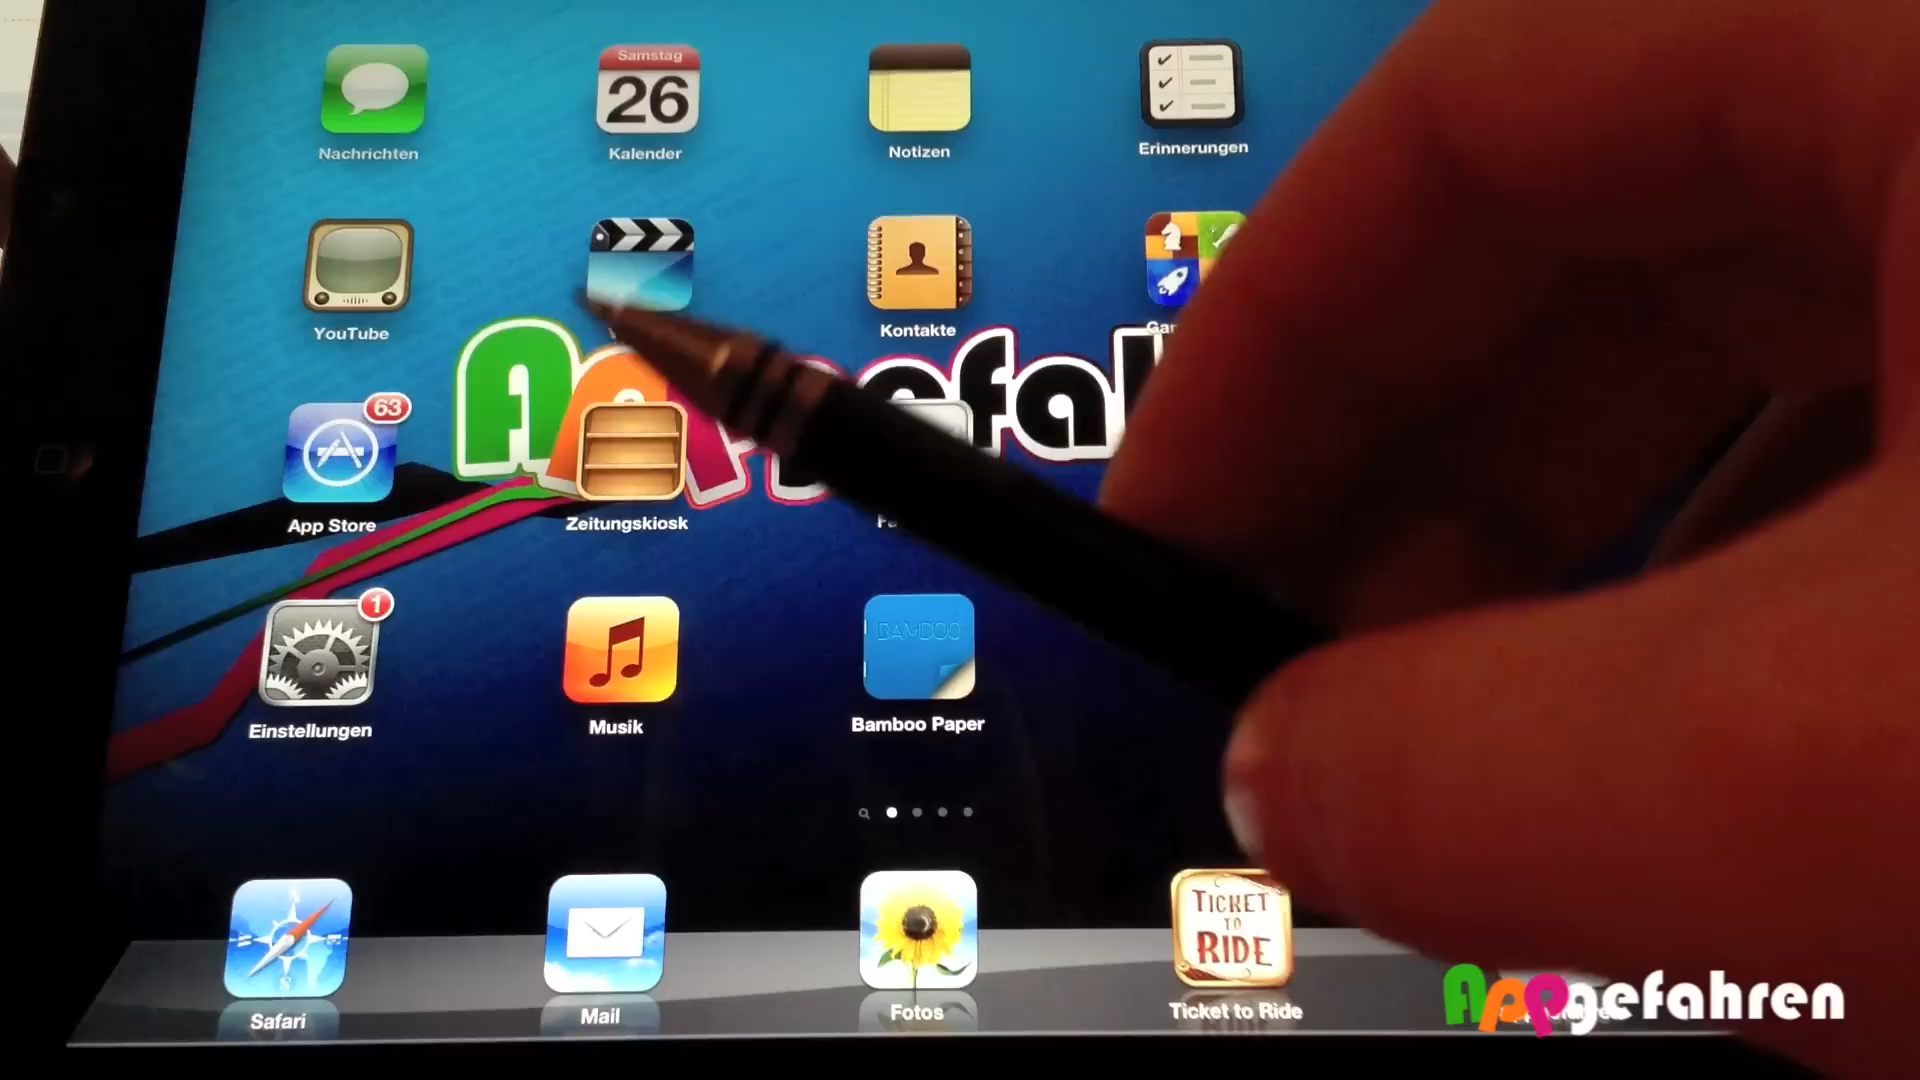 Samstag
26
Nachrichten
Kalender
Notizen
Erinnerungen
YouTube
Kontakte
63
App Store
Zeitungskiosk
1
BAMBOO
Einstellungen
Musik
Bamboo Paper
TICKET
TO
RIDE
Safari
Mail
Fotos
Ticket to Ride
APPgefahren